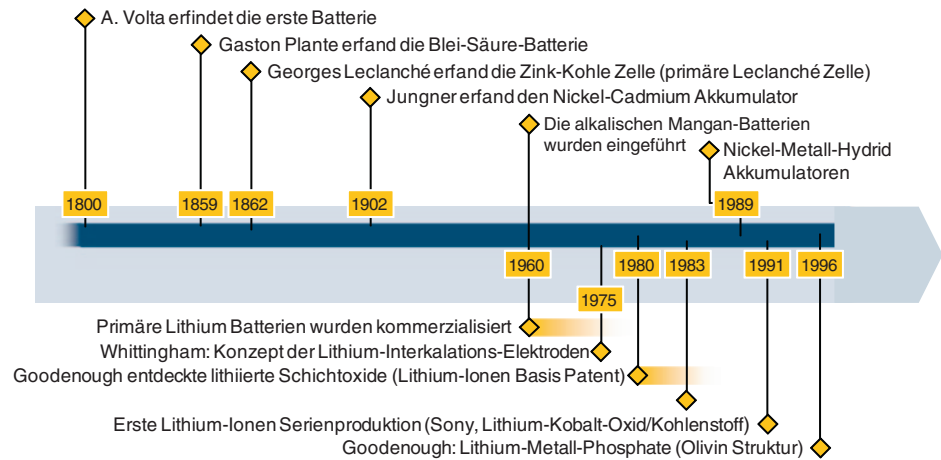 A. Volta erfindet die erste Batterie
Gaston Plante erfand die Blei-Säure-Batterie
Georges Leclanché erfand die Zink-Kohle Zelle (primäre Leclanché Zelle)
Jungner erfand den Nickel-Cadmium Akkumulator
Die alkalischen Mangan-Batterien
wurden eingeführt
Nickel-Metall-Hydrid
Akkumulatoren
1800
1859
1862
1902
1989
1960
1975
1980
1983
1991
1996
Primäre Lithium Batterien wurden kommerzialisiert
Whittingham: Konzept der Lithium-Interkalations-Elektroden
Goodenough entdeckte lithiierte Schichtoxide (Lithium-Ionen Basis Patent)
Erste Lithium-Ionen Serienproduktion (Sony, Lithium-Kobalt-Oxid/Kohlenstoff)
Goodenough: Lithium-Metall-Phosphate (Olivin Struktur)